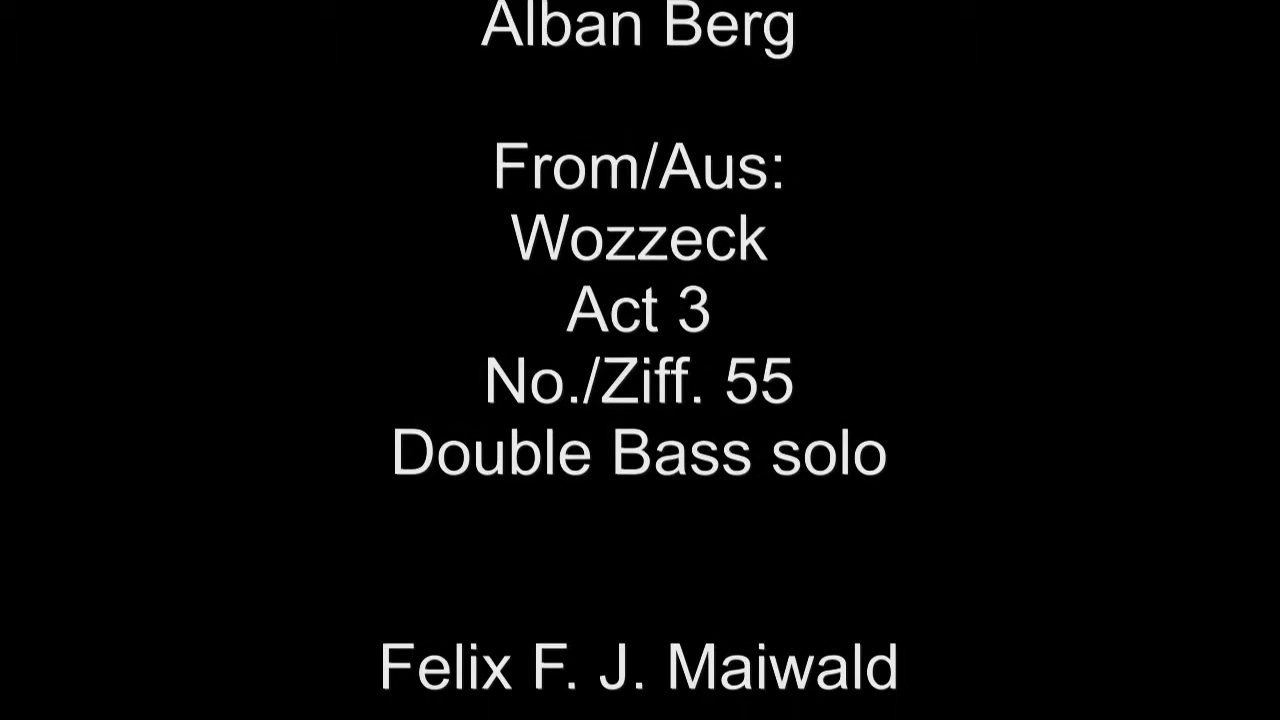 Alban Berg
From/Aus:
Wozzeck
Act 3
No./Ziff. 55
Double Bass solo
Felix F. J. Maiwald